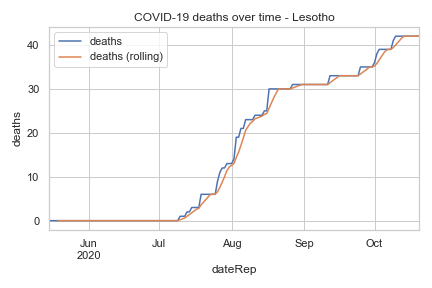 COVID-19 deaths over time - Lesotho
deaths
deaths (rolling)
40
30
20
10
0
deaths
Jun
2020
Jul
Aug
Sep
Oct
dateRep